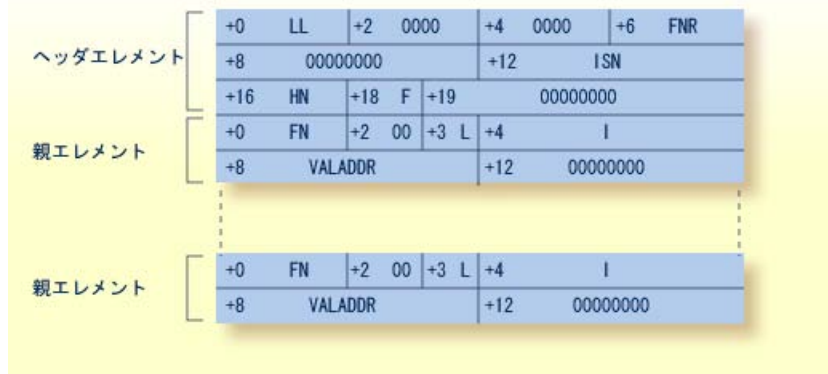 +0 LL +2 0000 +4 0000 +6 FNR
ヘッダエレメント
+8 00000000 +12 ISN
+16 HN +18 F +19 00000000
+0 FN +2 00 +3 L +4 I
親エレメント
+8 VALADDR +12 00000000
+0 FN +2 00 +3 L +4 I
親エレメント
+8 VALADDR +12 00000000